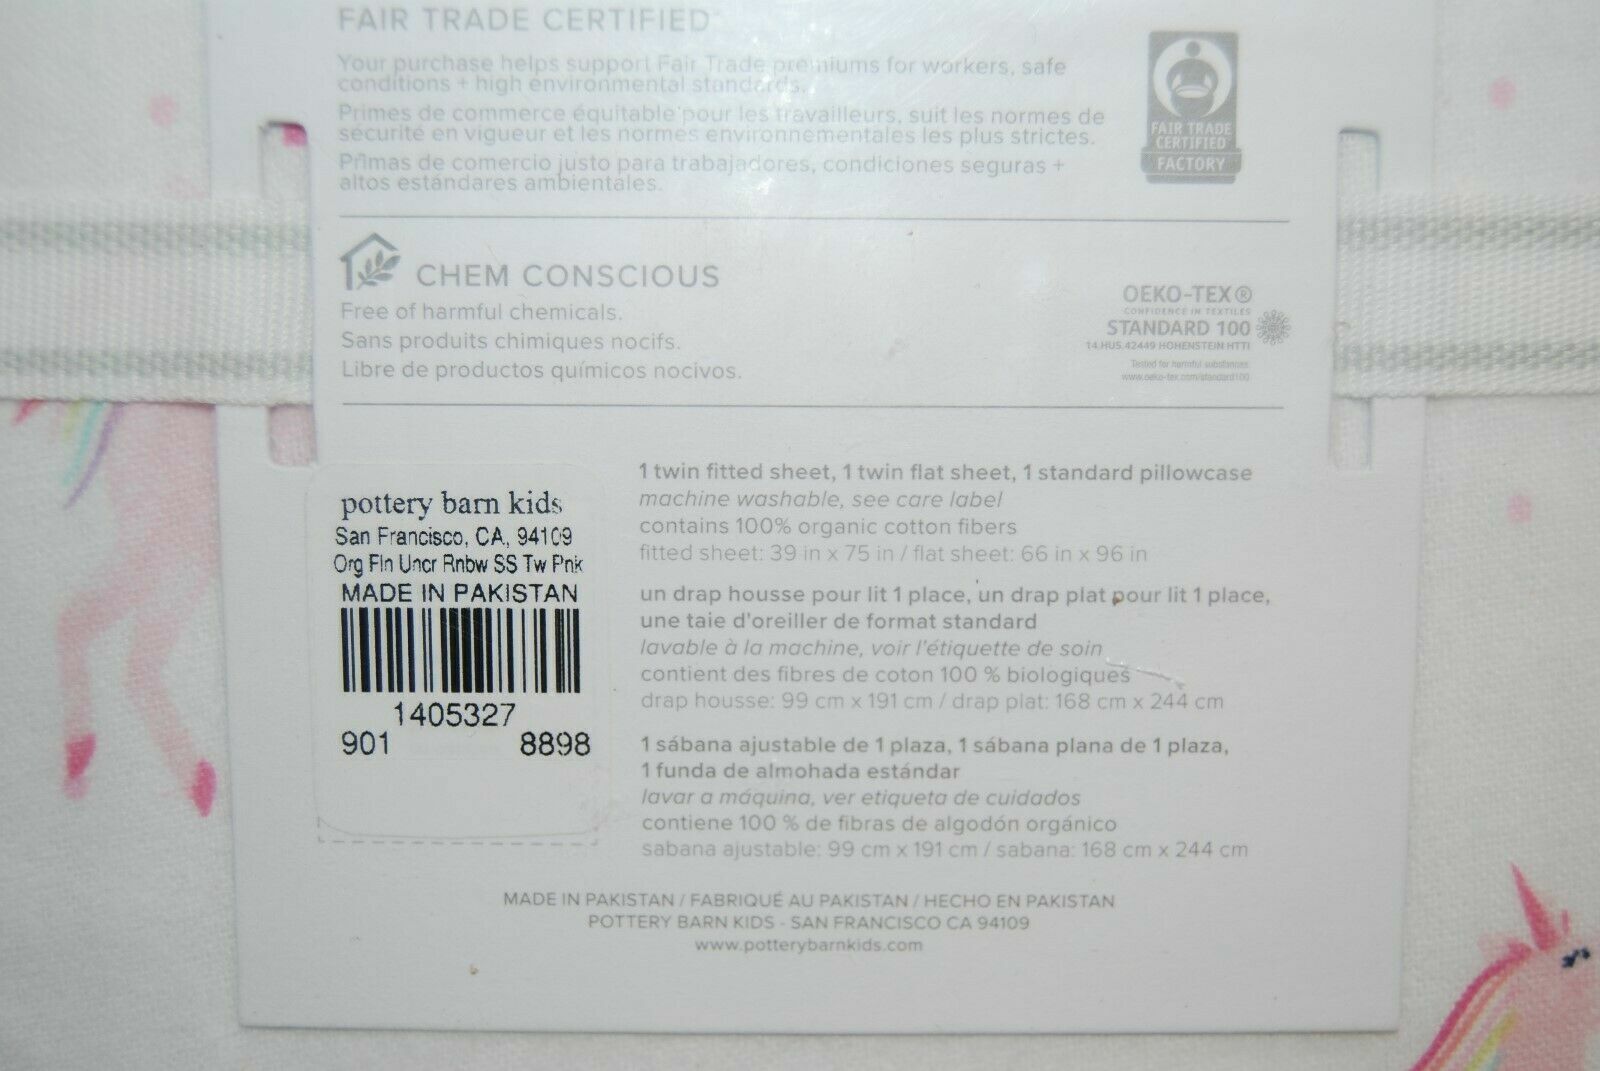 FAIR TRADE CERTIFIED™
Your purchase helps support Fair Trade premiums for workers, safe
conditions + high environmental standards.
Primes de commerce équitable pour les travailleurs, suit les normes de
sécurité en vigueur et les normes environnementales les plus strictes.
Primas de comercio justo para trabajadores, condiciones seguras +
altos estándares ambientales.
FAIR TRADE
CERTIFIED
FACTORY
CHEM CONSCIOUS
Free of harmful chemicals.
Sans produits chimiques nocifs.
Libre de productos químicos nocivos.
OEKO-TEX®
CONFIDENCE IN TEXTILES
STANDARD 100
14.HUS.42449 HOHENSTEIN HTTI
Tested for harmful substances.
www.oeko-tex.com/standard100
pottery barn kids
San Francisco, CA, 94109
Org Fln Uncr Rnbw SS Tw Pnk
MADE IN PAKISTAN
1405327
901 8898
1 twin fitted sheet, 1 twin flat sheet, 1 standard pillowcase
machine washable, see care label
contains 100% organic cotton fibers
fitted sheet: 39 in x 75 in / flat sheet: 66 in x 96 in
un drap housse pour lit 1 place, un drap plat pour lit 1 place,
une taie d'oreiller de format standard
lavable à la machine, voir l'étiquette de soin
contient des fibres de coton 100 % biologiques
drap housse: 99 cm x 191 cm / drap plat: 168 cm x 244 cm
1 sábana ajustable de 1 plaza, 1 sábana plana de 1 plaza,
1 funda de almohada estándar
lavar a máquina, ver etiqueta de cuidados
contiene 100 % de fibras de algodón orgánico
sabana ajustable: 99 cm x 191 cm / sabana: 168 cm x 244 cm
MADE IN PAKISTAN / FABRIQUÉ AU PAKISTAN / HECHO EN PAKISTAN
POTTERY BARN KIDS - SAN FRANCISCO CA 94109
www.potterybarnkids.com